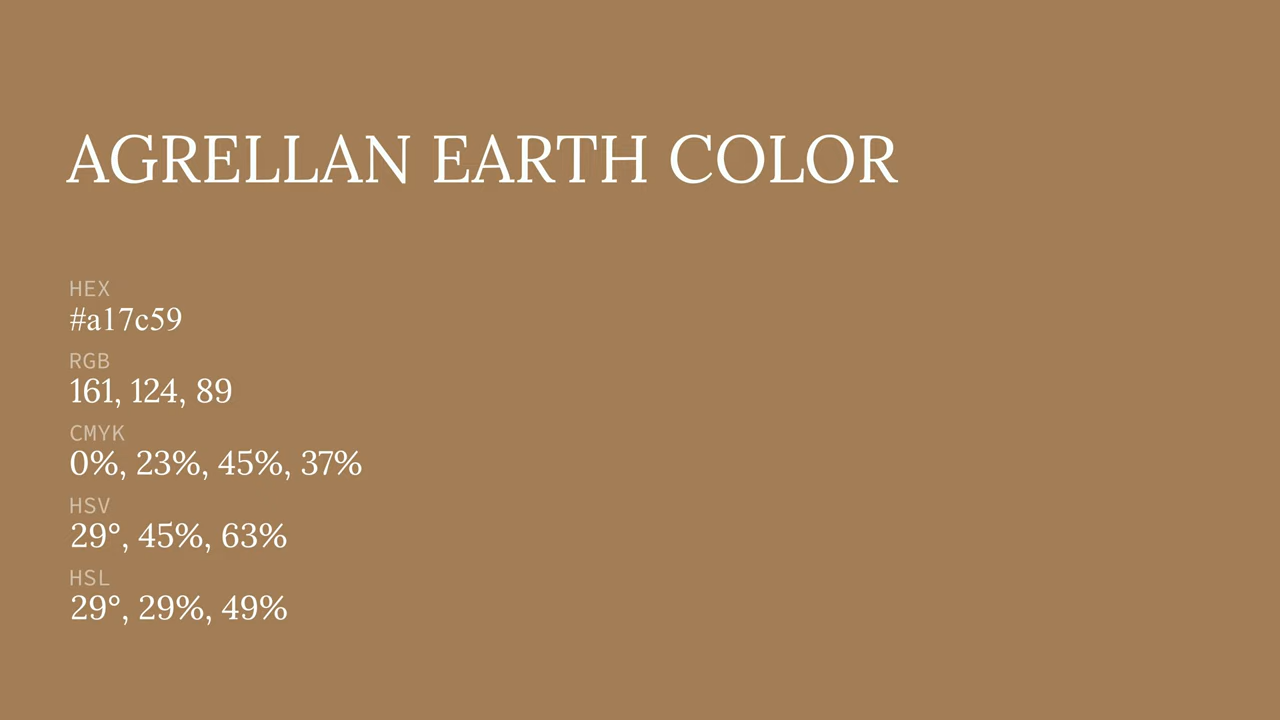 AGRELLAN EARTH COLOR
HEX
#a17c59
RGB
161, 124, 89
CMYK
0%, 23%, 45%, 37%
HSV
29°, 45%, 63%
HSL
29°, 29%, 49%